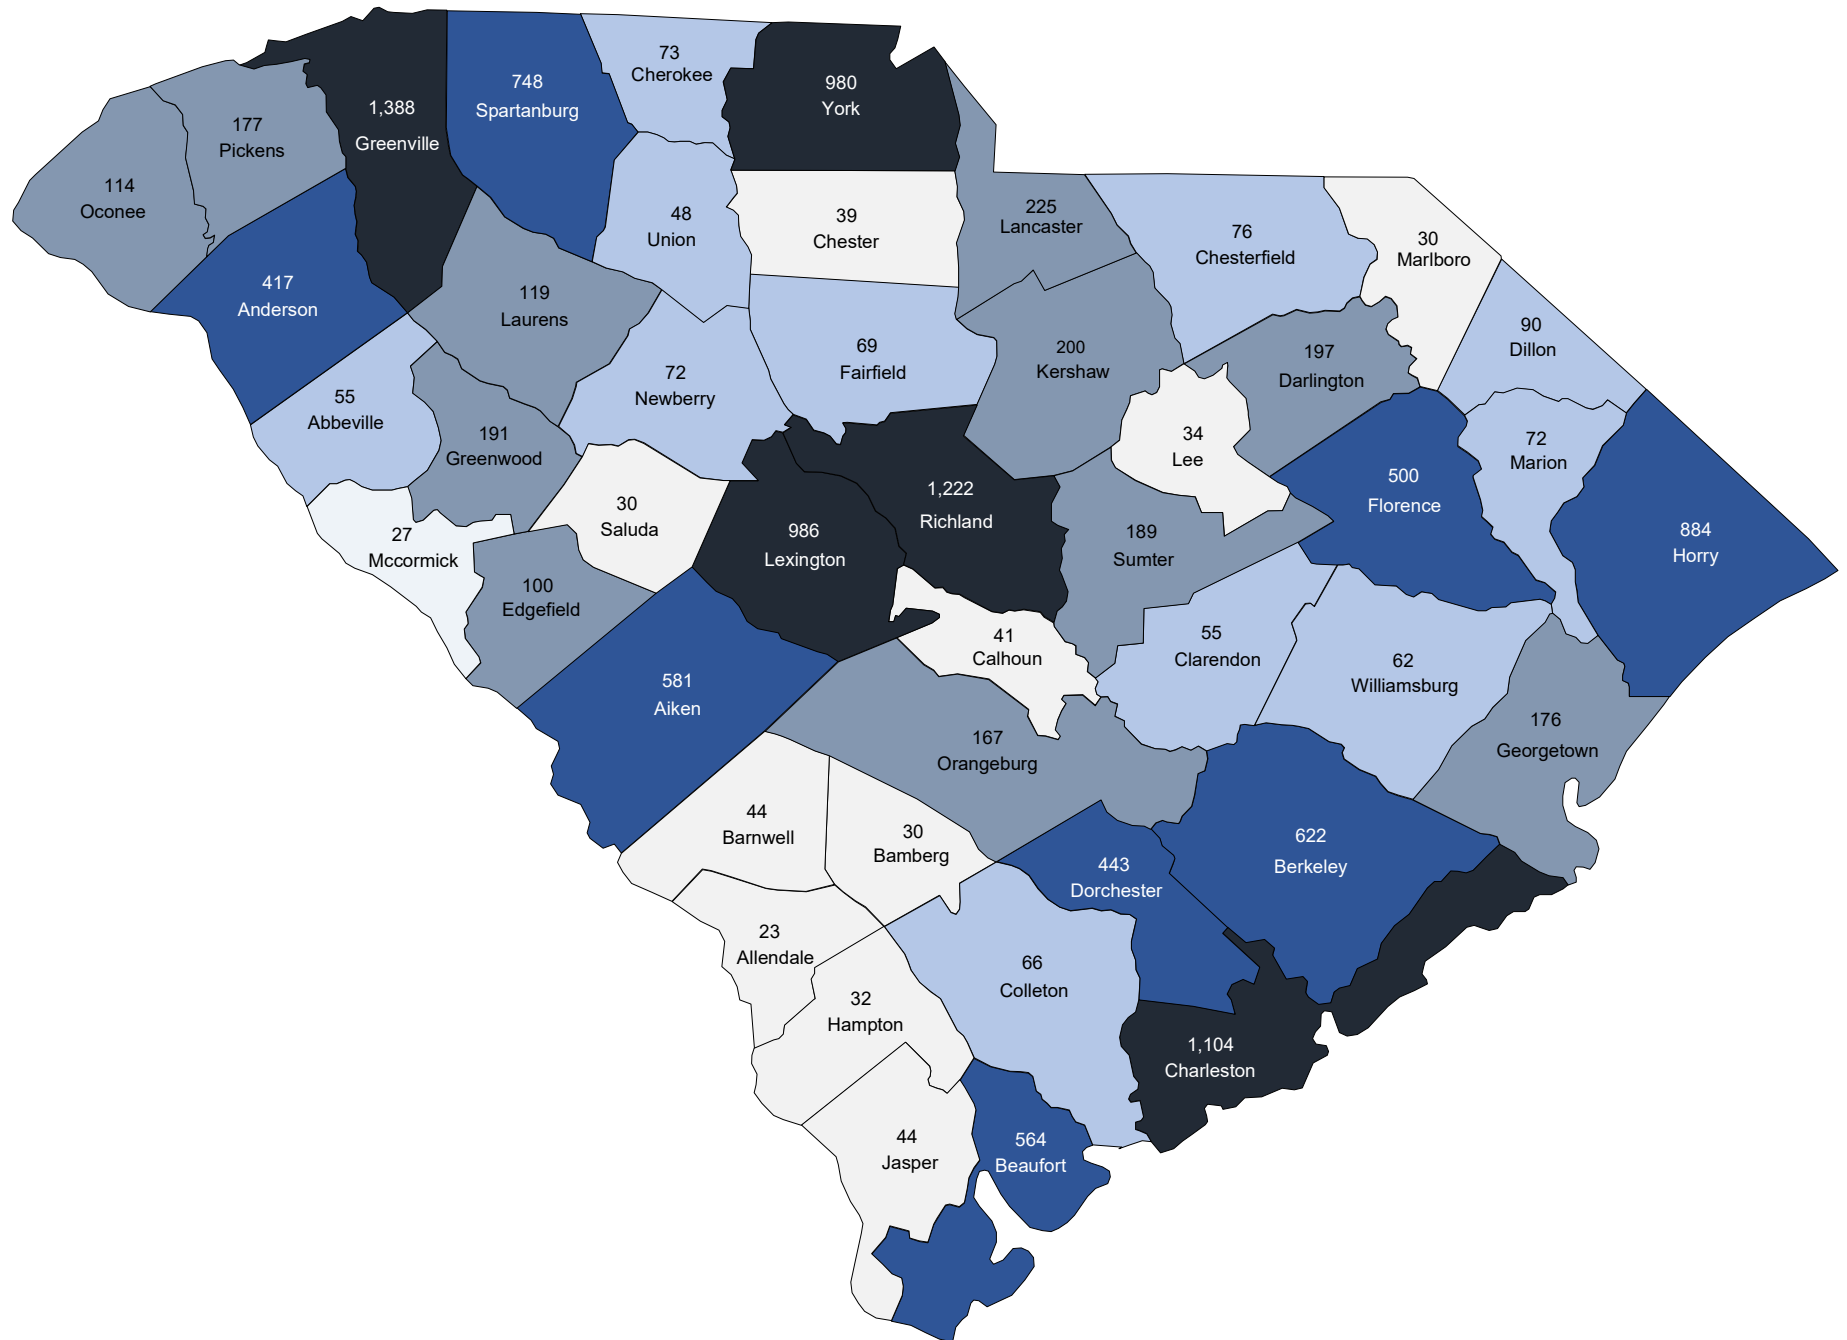 73
Cherokee
980
York
748
Spartanburg
1,388
Greenville
177
Pickens
114
Oconee
48
Union
39
Chester
225
Lancaster
76
Chesterfield
30
Marlboro
417
Anderson
119
Laurens
90
Dillon
69
Fairfield
200
Kershaw
197
Darlington
72
Newberry
55
Abbeville
191
Greenwood
34
Lee
72
Marion
500
Florence
1,222
Richland
30
Saluda
986
Lexington
189
Sumter
884
Horry
27
Mccormick
100
Edgefield
41
Calhoun
55
Clarendon
62
Williamsburg
581
Aiken
176
Georgetown
167
Orangeburg
44
Barnwell
30
Bamberg
622
Berkeley
443
Dorchester
23
Allendale
66
Colleton
32
Hampton
1,104
Charleston
44
Jasper
564
Beaufort